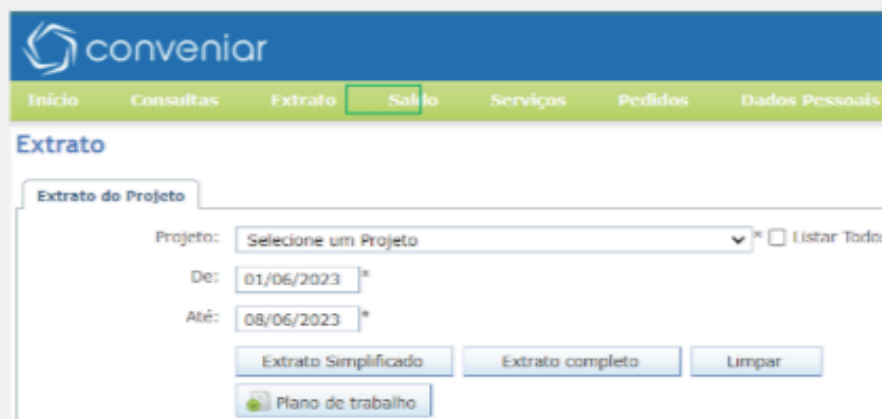 conveniar
Início Consultas Extrato Saldo Serviços Pedidos Dados Pessoais
Extrato
Extrato do Projeto
Projeto: Selecione um Projeto * Listar Todos
De: 01/06/2023 *
Até: 08/06/2023 *
Extrato Simplificado Extrato completo Limpar
Plano de trabalho